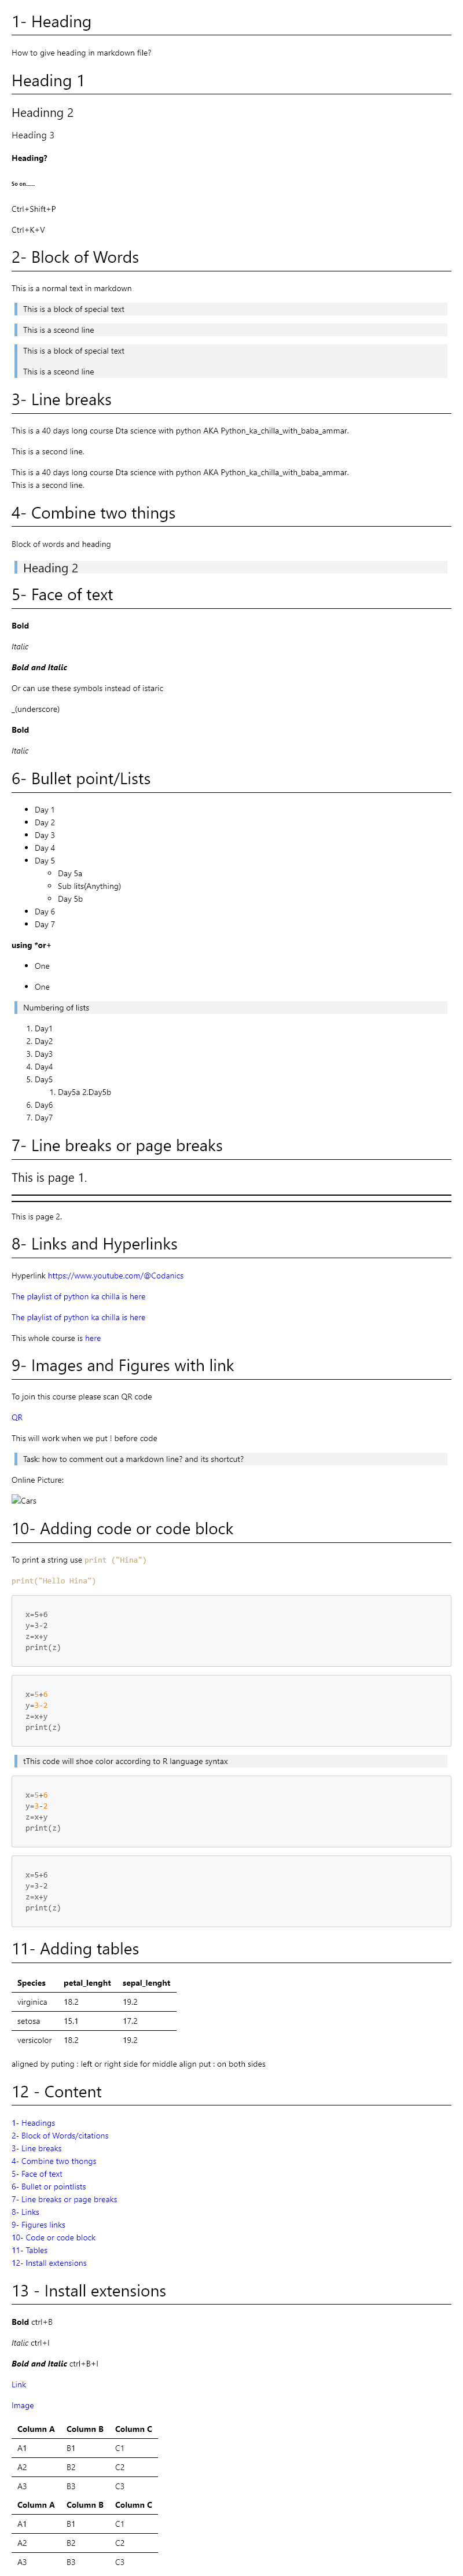 1- Heading
How to give heading in markdown file?
Heading 1
Headinng 2
Heading 3
Heading?
So on.......
Ctrl+Shift+P
Ctrl+K+V
2- Block of Words
This is a normal text in markdown
This is a block of special text
This is a sceond line
This is a block of special text
This is a sceond line
3- Line breaks
This is a 40 days long course Dta science with python AKA Python_ka_chilla_with_baba_ammar.
This is a second line.
This is a 40 days long course Dta science with python AKA Python_ka_chilla_with_baba_ammar.
This is a second line.
4- Combine two things
Block of words and heading
Heading 2
5- Face of text
Bold
Italic
Bold and Italic
Or can use these symbols instead of istaric
_(underscore)
Bold
Italic
6- Bullet point/Lists
• Day 1
• Day 2
• Day 3
• Day 4
• Day 5
◦ Day 5a
◦ Sub lits(Anything)
◦ Day 5b
• Day 6
• Day 7
using *or+
• One
• One
Numbering of lists
1. Day1
2. Day2
3. Day3
4. Day4
5. Day5
1. Day5a 2.Day5b
6. Day6
7. Day7
7- Line breaks or page breaks
This is page 1.
This is page 2.
8- Links and Hyperlinks
Hyperlink https://www.youtube.com/@Codanics
The playlist of python ka chilla is here
The playlist of python ka chilla is here
This whole course is here
9- Images and Figures with link
To join this course please scan QR code
QR
This will work when we put ! before code
Task: how to comment out a markdown line? and its shortcut?
Online Picture:
Cars
10- Adding code or code block
To print a string use print ("Hina")
print("Hello Hina")
x=5+6
y=3-2
z=x+y
print(z)
x=5+6
y=3-2
z=x+y
print(z)
tThis code will shoe color according to R language syntax
x=5+6
y=3-2
z=x+y
print(z)
x=5+6
y=3-2
z=x+y
print(z)
11- Adding tables
Species petal_lenght sepal_lenght
virginica 18.2 19.2
setosa 15.1 17.2
versicolor 18.2 19.2
aligned by puting : left or right side for middle align put : on both sides
12 - Content
1- Headings
2- Block of Words/citations
3- Line breaks
4- Combine two thongs
5- Face of text
6- Bullet or pointlists
7- Line breaks or page breaks
8- Links
9- Figures links
10- Code or code block
11- Tables
12- Install extensions
13 - Install extensions
Bold ctrl+B
Italic ctrl+I
Bold and Italic ctrl+B+I
Link
Image
Column A Column B Column C
A1 B1 C1
A2 B2 C2
A3 B3 C3
Column A Column B Column C
A1 B1 C1
A2 B2 C2
A3 B3 C3